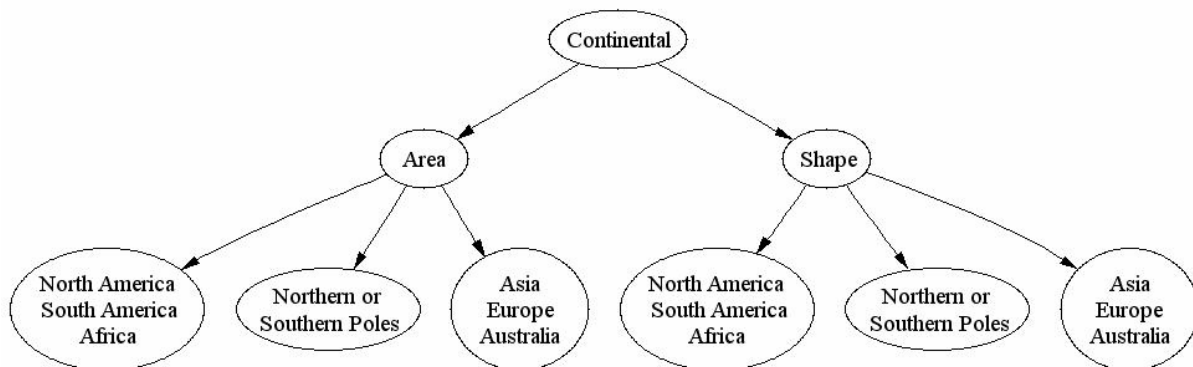 Continental
Area
Shape
North America
South America
Africa
Northern or
Southern Poles
Asia
Europe
Australia
North America
South America
Africa
Northern or
Southern Poles
Asia
Europe
Australia